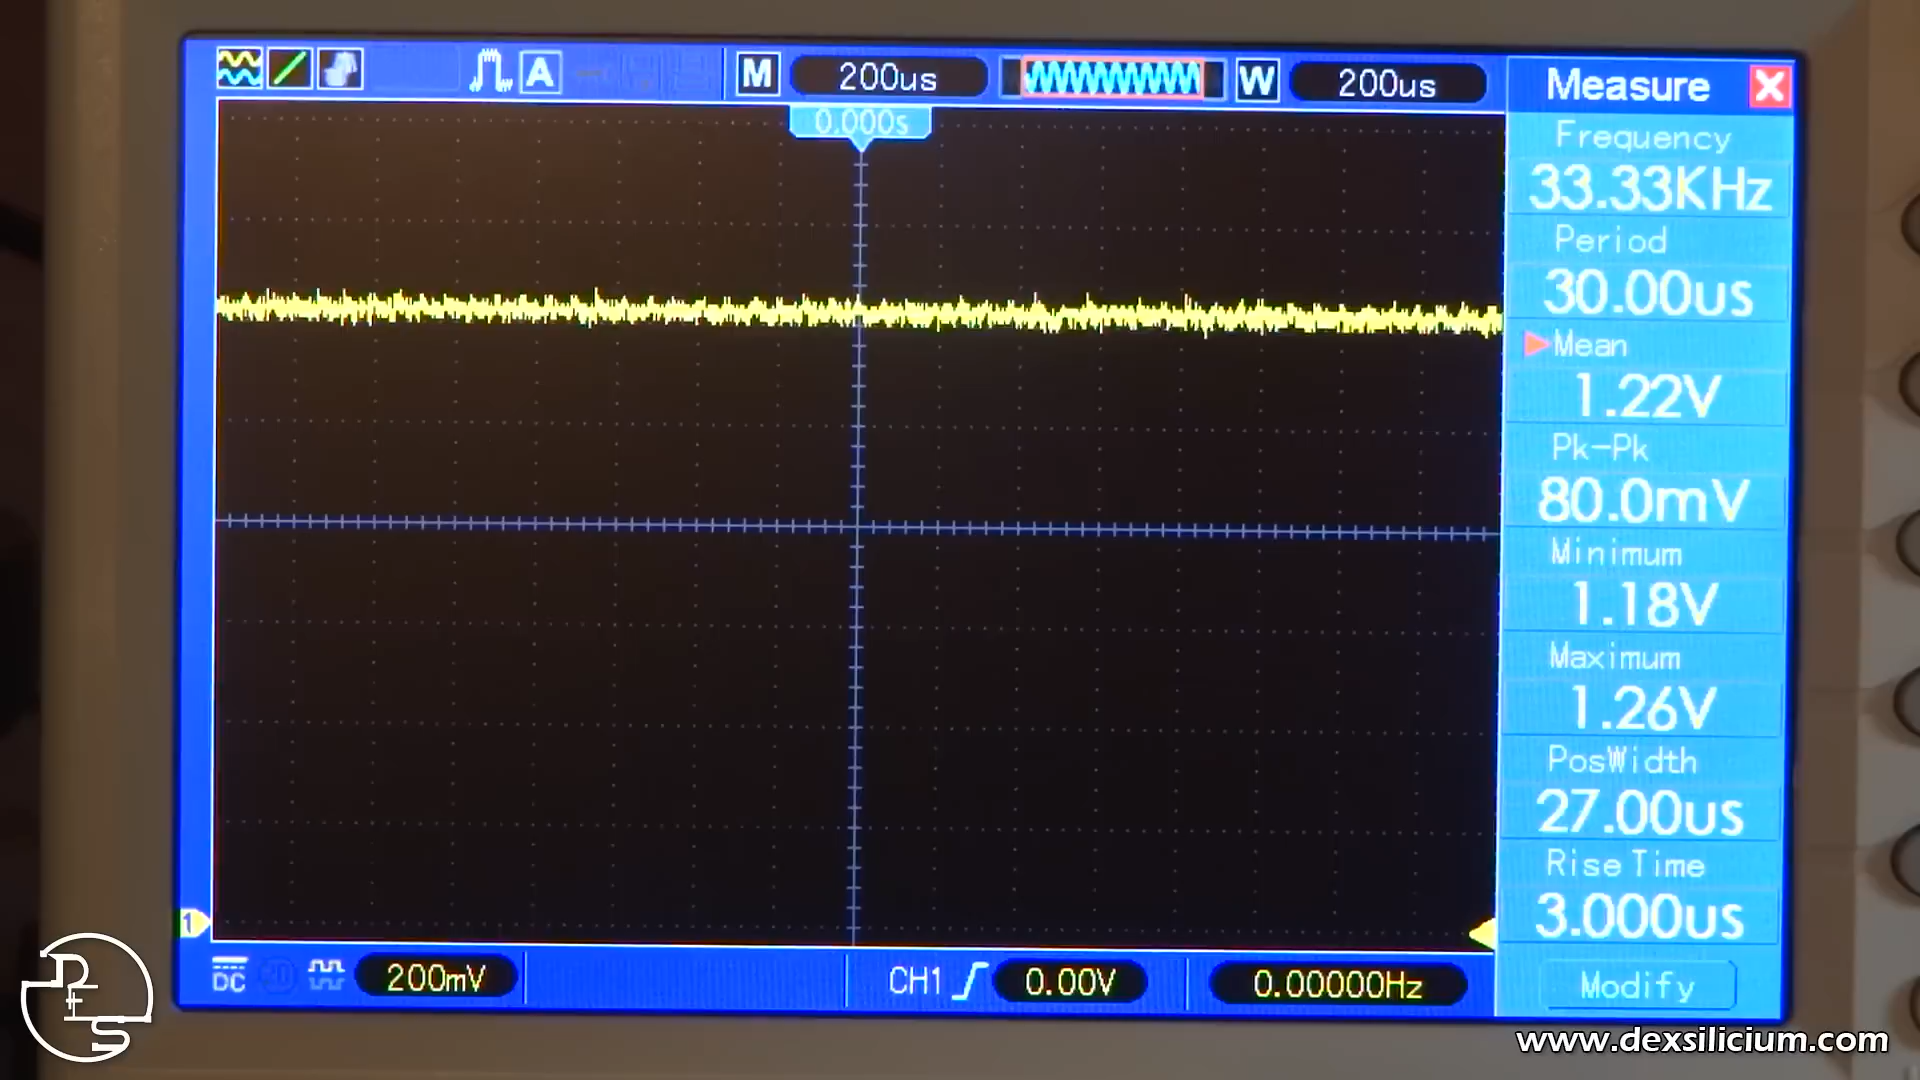 A
M
200us
W
200us
Measure
X
0.000s
Frequency
33.33KHz
Period
30.00us
Mean
1.22V
Pk-Pk
80.0mV
Minimum
1.18V
Maximum
1.26V
PosWidth
27.00us
Rise Time
3.000us
Modify
1
DC
200mV
CH1
0.00V
0.00000Hz
DfS
www.dexsilicium.com